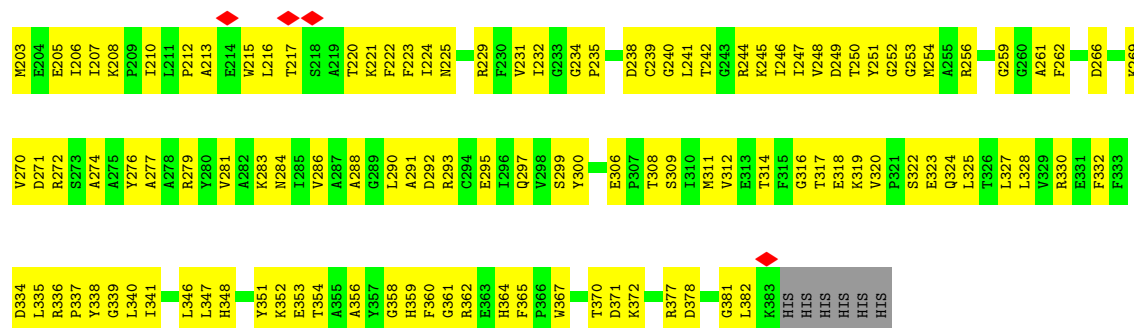 M203 E204 E205 I206 I207 K208 P209 I210 L211 P212 A213 E214 W215 L216 T217 S218 A219 T220 K221 F222 F223 I224 N225 R229 F230 V231 I232 G233 G234 P235 D238 C239 G240 L241 T242 G243 R244 K245 I246 I247 V248 D249 T250 Y251 G252 G253 M254 A255 R256 G259 G260 A261 F262 D266 K269
V270 D271 R272 S273 A274 A275 Y276 A277 A278 R279 Y280 V281 A282 K283 N284 I285 V286 A287 A288 G289 L290 A291 D292 R293 C294 E295 I296 Q297 V298 S299 Y300 E306 P307 T308 S309 I310 M311 V312 E313 T314 F315 G316 T317 E318 K319 V320 P321 S322 E323 Q324 L325 T326 L327 L328 V329 R330 E331 F332 F333
D334 L335 R336 P337 Y338 G339 L340 I341 L346 L347 H348 Y351 K352 E353 T354 A355 A356 Y357 G358 H359 F360 G361 R362 E363 H364 F365 P366 W367 T370 D371 K372 R377 D378 G381 L382 K383 HIS HIS HIS HIS HIS HIS